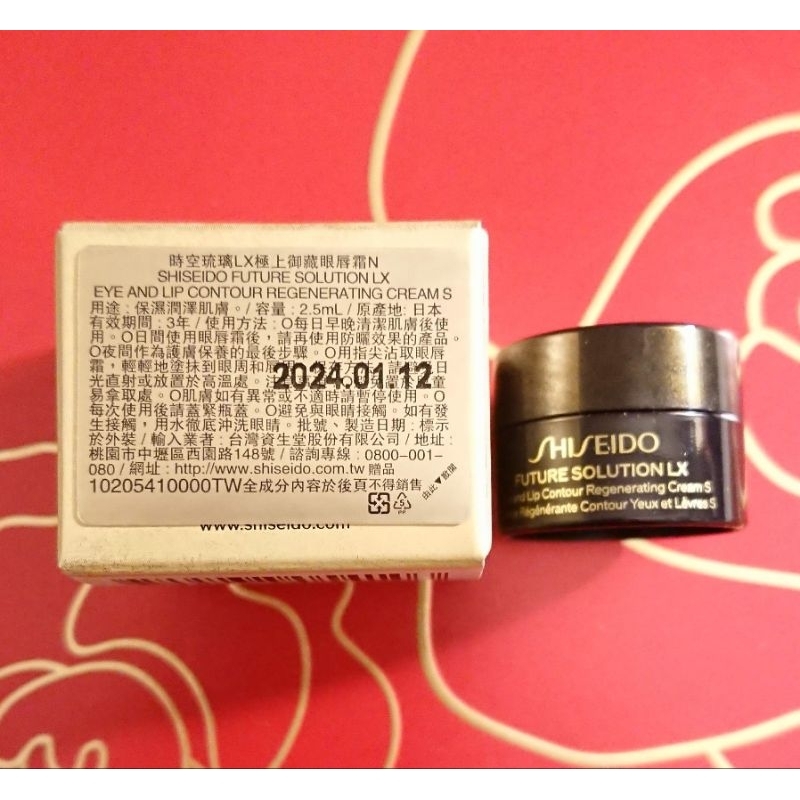 時空琉璃LX極上御藏眼唇霜N
SHISEIDO FUTURE SOLUTION LX
EYE AND LIP CONTOUR REGENERATING CREAM S
用途:保濕潤澤肌膚。/容量:2.5mL/原產地:日本
有效期間:3年/使用方法:O每日早晚清潔肌膚後使
用。O日間使用眼唇霜後,請再使用防曬效果的產品。
O夜間作為護膚保養的最後步驟。O用指尖沾取眼唇
霜,輕輕地塗抹到眼周和唇
2024.01.12
光直射或放置於高溫處。
易拿取處。O肌膚如有異常或不適時請暫停使用。O
每次使用後請蓋緊瓶蓋。O避免與眼睛接觸。如有發
生接觸,用水徹底沖洗眼睛。批號、製造日期:標示
於外裝/輸入業者:台灣資生堂股份有限公司/地址:
桃園市中壢區西園路148號/諮詢專線:0800-001-
080/網址:http://www.shiseido.com.tw 贈品
10205410000TW全成分內容於後頁不得銷售
由此▼散開
5
PP
www.shiseido.com
SHISEIDO
FUTURE SOLUTION LX
nd Lip Contour Regenerating Cream S
Régénérante Contour Yeux et Lèvres S